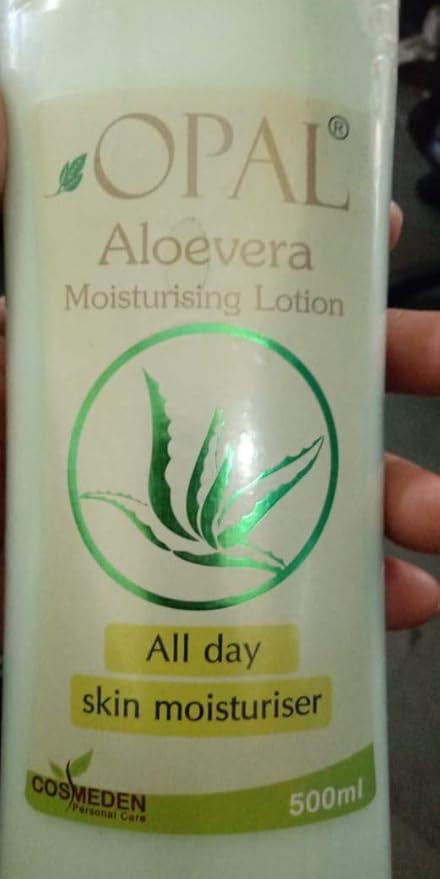 OPAL®
Aloevera
Moisturising Lotion
All day
skin moisturiser
COSMEDEN
Personal Care
500ml